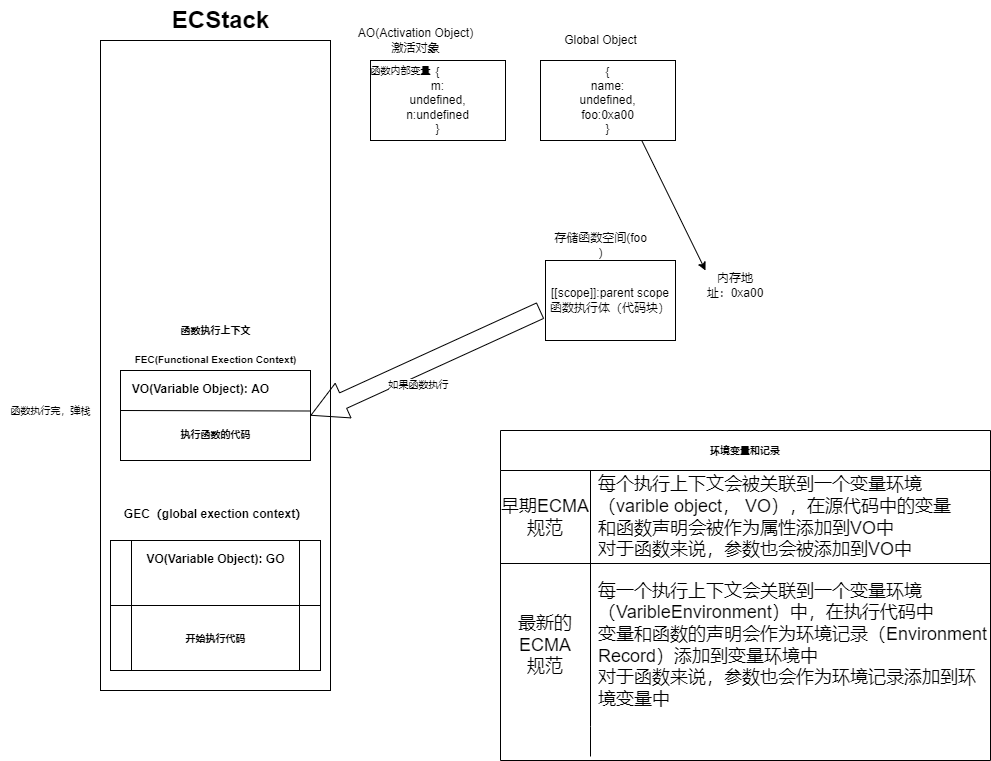 ECStack
AO(Activation Object)
激活对象
函数内部变量 {
m:
undefined,
n:undefined
}
Global Object
{
name:
undefined,
foo:0xa00
}
存储函数空间(foo
)
[[scope]]:parent scope
函数执行体（代码块）
内存地
址：0xa00
如果函数执行
函数执行上下文
FEC(Functional Exection Context)
VO(Variable Object): AO
执行函数的代码
函数执行完，弹栈
GEC（global exection context)
VO(Variable Object): GO
开始执行代码
环境变量和记录
早期ECMA
规范
每个执行上下文会被关联到一个变量环境
（varible object， VO），在源代码中的变量
和函数声明会被作为属性添加到VO中
对于函数来说，参数也会被添加到VO中
最新的
ECMA
规范
每一个执行上下文会关联到一个变量环境
（VaribleEnvironment）中，在执行代码中
变量和函数的声明会作为环境记录（Environment
Record）添加到变量环境中
对于函数来说，参数也会作为环境记录添加到环
境变量中